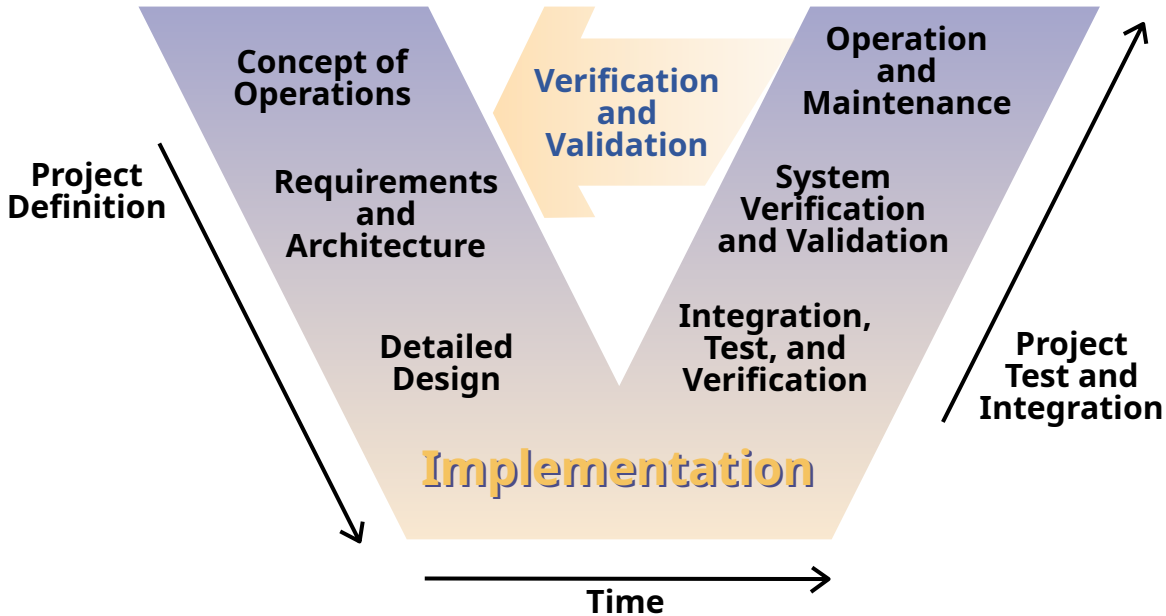 Concept of
Operations
Verification
and
Validation
Operation
and
Maintenance
Project
Definition
Requirements
and
Architecture
System
Verification
and Validation
Detailed
Design
Integration,
Test, and
Verification
Project
Test and
Integration
Implementation
Time